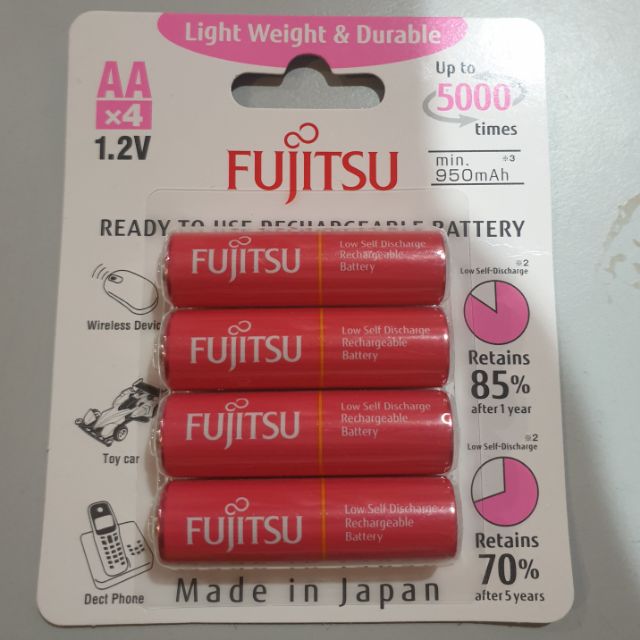 Light Weight & Durable
AA
x4
1.2V
Up to
5000
times
min. ※3
950mAh
FUJITSU
READY TO USE RECHARGEABLE BATTERY
FUJITSU
Low Self Discharge
Rechargeable
Battery
FUJITSU
Low Self Discharge
Rechargeable
Battery
FUJITSU
Low Self Discharge
Rechargeable
Battery
FUJITSU
Low Self Discharge
Rechargeable
Battery
Wireless Devic
Toy car
Dect Phone
※2
Low Self-Discharge
Retains
85%
after 1 year
※2
Low Self-Discharge
Retains
70%
after 5 years
Made in Japan